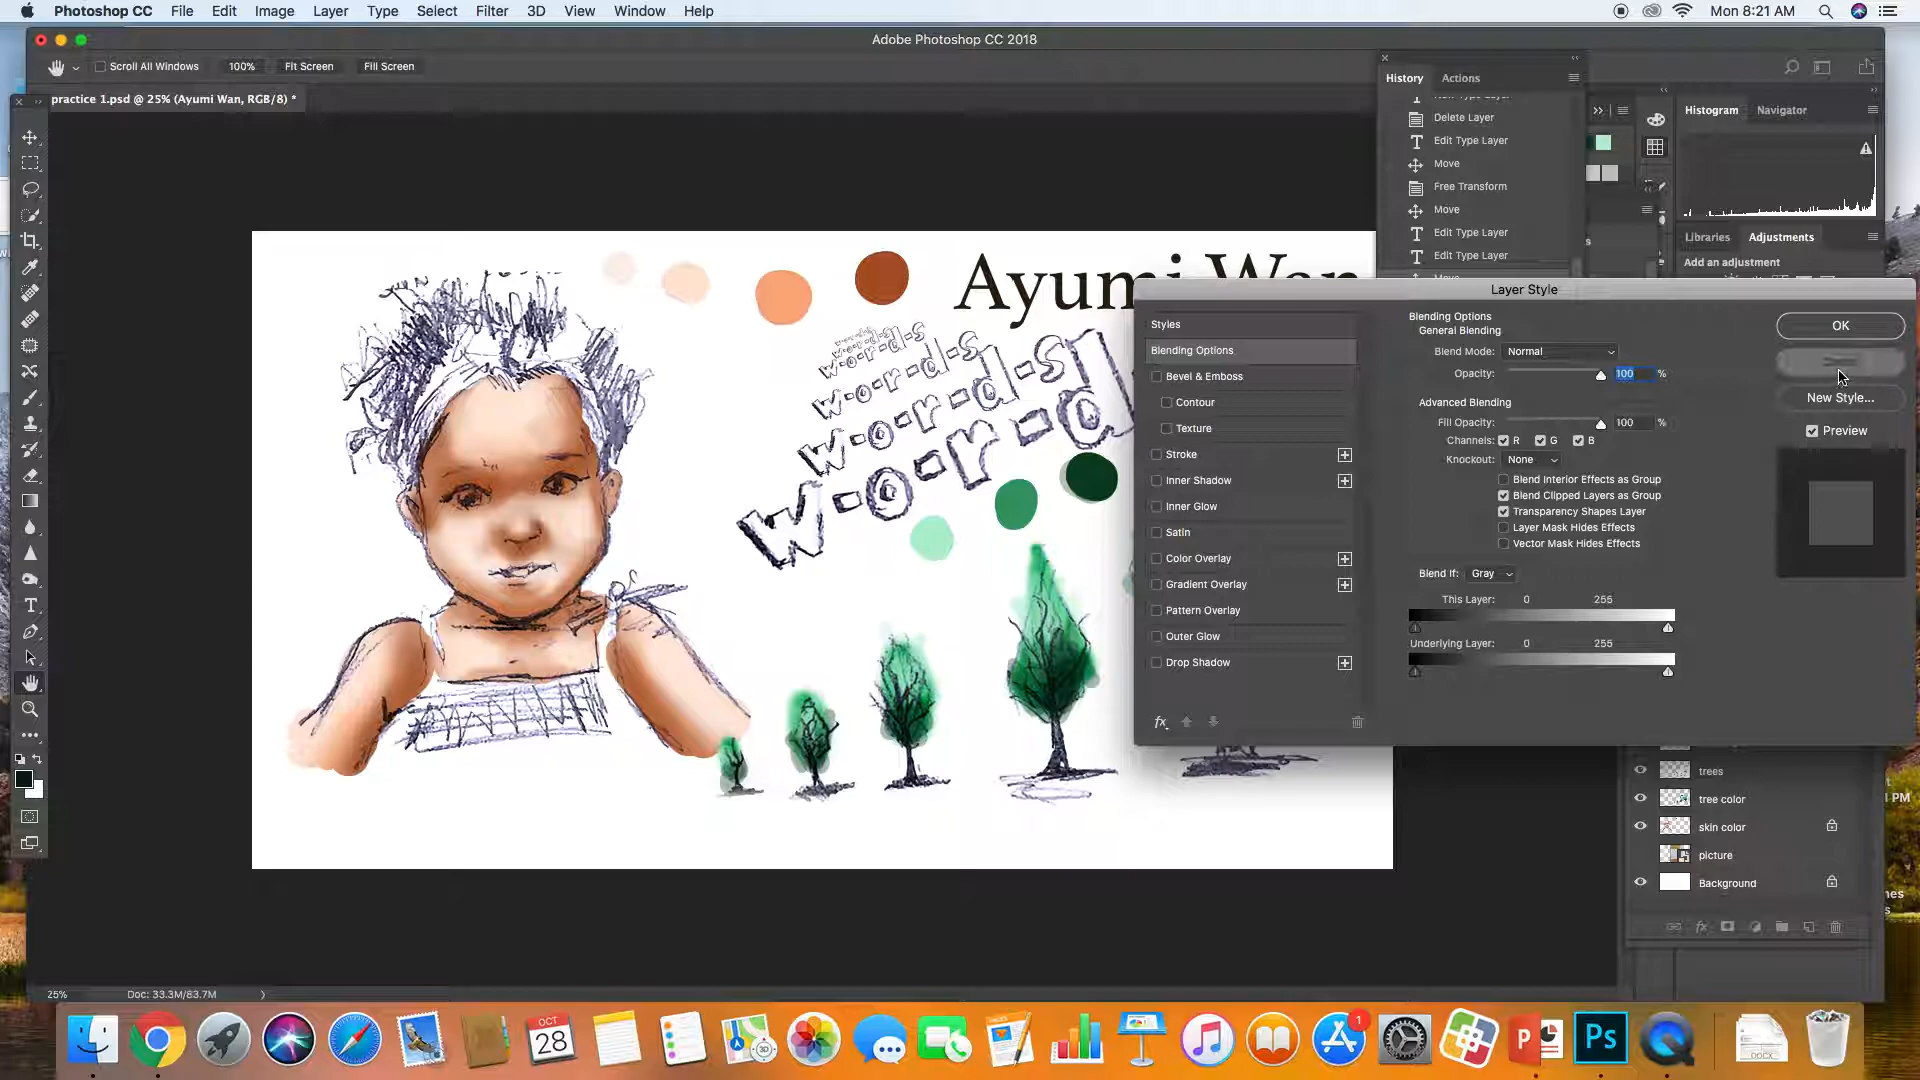 Photoshop CC File Edit Image Layer Type Select Filter 3D View Window Help Mon 8:21 AM
Adobe Photoshop CC 2018
Scroll All Windows 100% Fit Screen Fill Screen
practice 1.psd @ 25% (Ayumi Wan, RGB/8) *
History Actions
Delete Layer
Edit Type Layer
Move
Free Transform
Move
Edit Type Layer
Edit Type Layer
Histogram Navigator
Libraries Adjustments
Add an adjustment
Ayumi Wan
w-o-r-d-s
w-o-r-d-s
w-o-r-d-s
w-o-r-d-s
w-o-r-d
Layer Style
Styles
Blending Options
Bevel & Emboss
Contour
Texture
Stroke
Inner Shadow
Inner Glow
Satin
Color Overlay
Gradient Overlay
Pattern Overlay
Outer Glow
Drop Shadow
fx
Blending Options
General Blending
Blend Mode: Normal
Opacity: 100 %
Advanced Blending
Fill Opacity: 100 %
Channels: R G B
Knockout: None
Blend Interior Effects as Group
Blend Clipped Layers as Group
Transparency Shapes Layer
Layer Mask Hides Effects
Vector Mask Hides Effects
Blend If: Gray
This Layer: 0 255
Underlying Layer: 0 255
OK
New Style...
Preview
trees
tree color
skin color
picture
Background
fx
25% Doc: 33.3M/83.7M
OCT
28
3D
1
P
Ps
DOCX